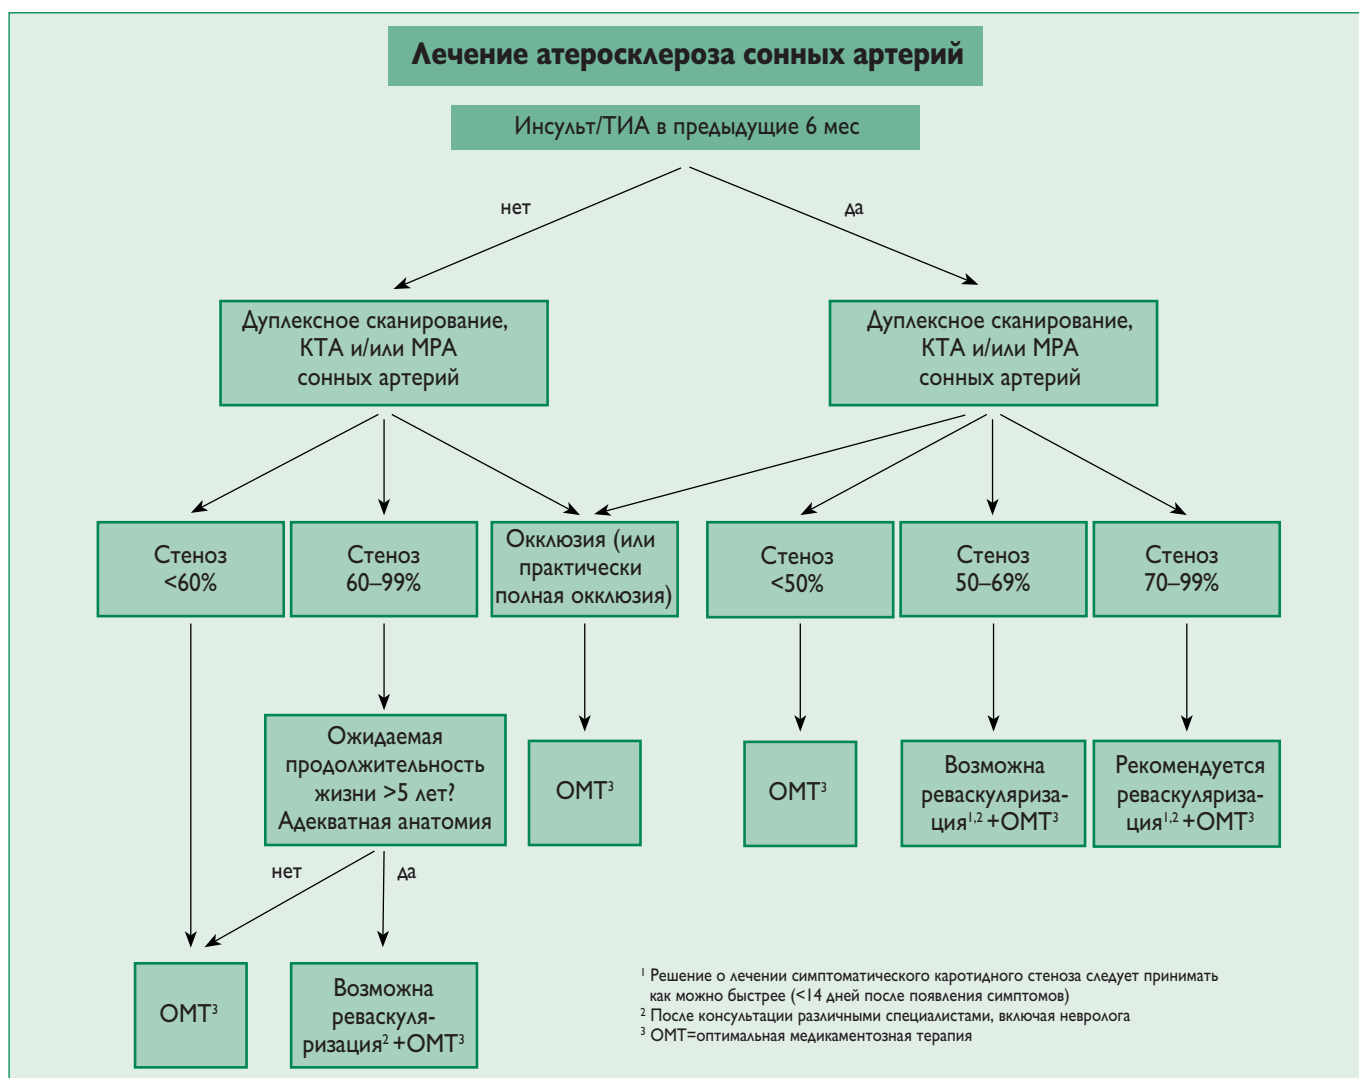 Лечение атеросклероза сонных артерий
Инсульт/ТИА в предыдущие 6 мес
нет
да
Дуплексное сканирование,
КТА и/или МРА
сонных артерий
Дуплексное сканирование,
КТА и/или МРА
сонных артерий
Стеноз
<60%
Стеноз
60–99%
Окклюзия (или
практически
полная окклюзия)
Стеноз
<50%
Стеноз
50–69%
Стеноз
70–99%
Ожидаемая
продолжительность
жизни >5 лет?
Адекватная анатомия
ОМТ³
ОМТ³
Возможна
реваскуляриза-
ция¹,² +ОМТ³
Рекомендуется
реваскуляриза-
ция¹,² +ОМТ³
нет
да
ОМТ³
Возможна
реваскуля-
ризация² +ОМТ³
¹ Решение о лечении симптоматического каротидного стеноза следует принимать
как можно быстрее (<14 дней после появления симптомов)
² После консультации различными специалистами, включая невролога
³ ОМТ=оптимальная медикаментозная терапия